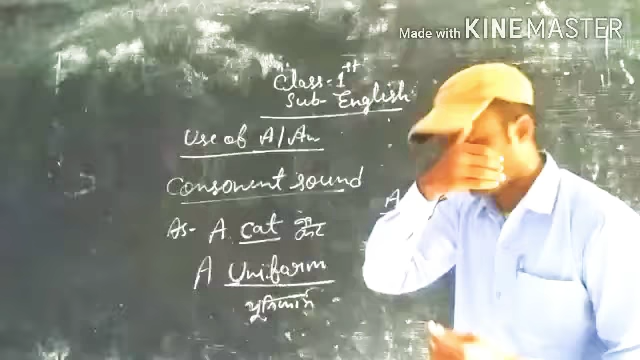 Made with KINEMASTER
Class:- 1st
Sub- English
Use of A/An
Consonent sound
As- A cat
A Uniform
यूनिफार्म
A